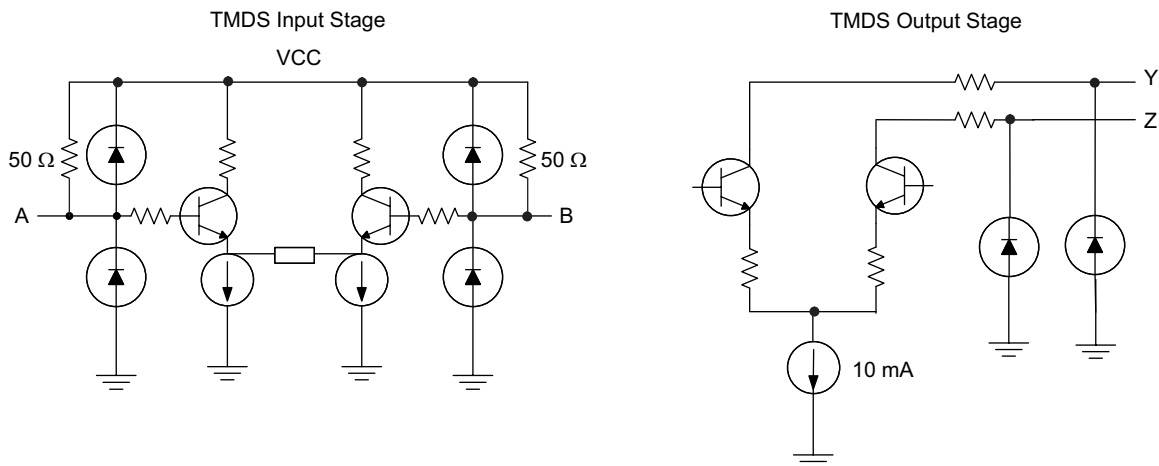 TMDS Input Stage
VCC
50 Ω
50 Ω
A
B
TMDS Output Stage
Y
Z
10 mA